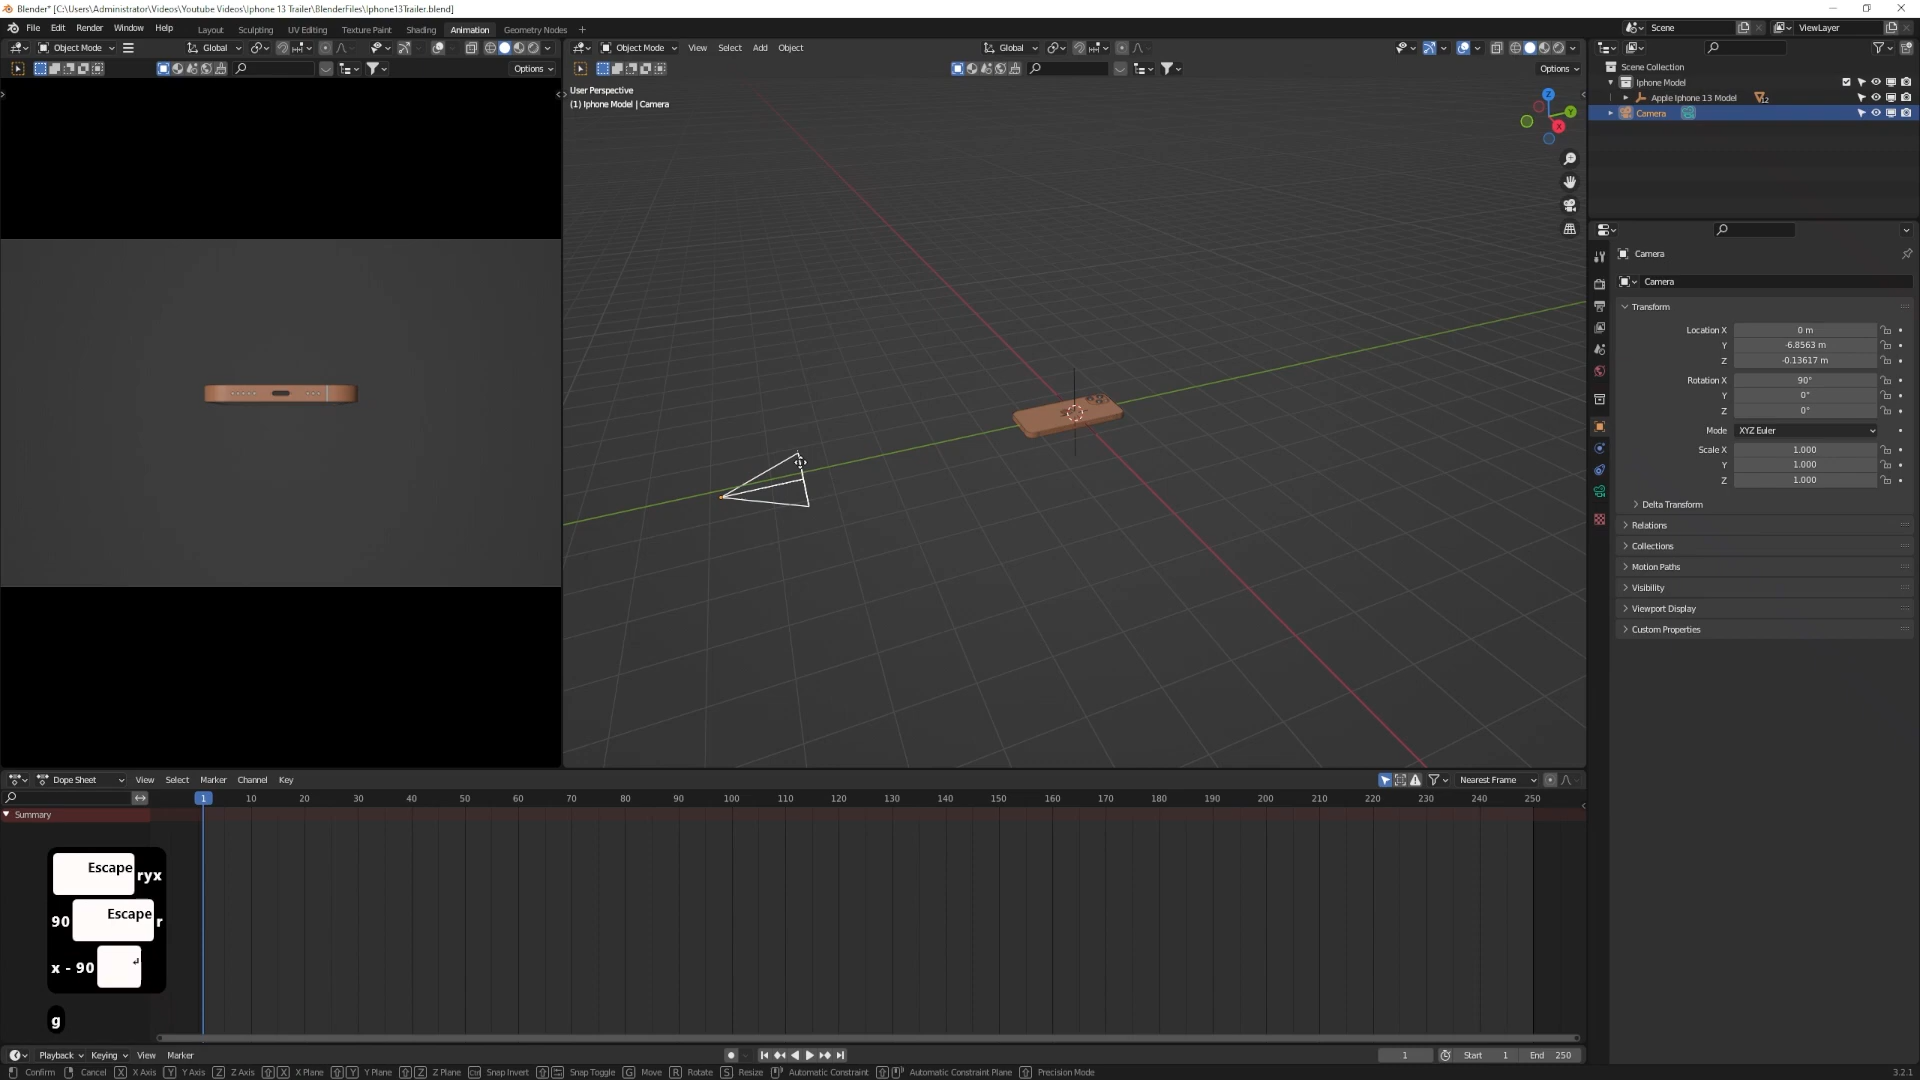 Blender* [C:\Users\Administrator\Videos\Youtube Videos\Iphone 13 Trailer\BlenderFiles\Iphone13Trailer.blend]
File Edit Render Window Help Layout Sculpting UV Editing Texture Paint Shading Animation Geometry Nodes + Scene ViewLayer
Object Mode Global Object Mode View Select Add Object Global
Options Options
User Perspective
(1) Iphone Model | Camera
Z
Y
X
Scene Collection
Iphone Model
Apple Iphone 13 Model 12
Camera
Camera
Camera
Transform
Location X 0 m
Y -6.8563 m
Z -0.13617 m
Rotation X 90°
Y 0°
Z 0°
Mode XYZ Euler
Scale X 1.000
Y 1.000
Z 1.000
Delta Transform
Relations
Collections
Motion Paths
Visibility
Viewport Display
Custom Properties
Dope Sheet View Select Marker Channel Key Nearest Frame
1 10 20 30 40 50 60 70 80 90 100 110 120 130 140 150 160 170 180 190 200 210 220 230 240 250
Summary
Escape ryx
90 Escape r
x - 90
g
Playback Keying View Marker 1 Start 1 End 250
Confirm Cancel X X Axis Y Y Axis Z Z Axis X X Plane Y Y Plane Z Z Plane Snap Invert Snap Toggle G Move R Rotate S Resize Automatic Constraint Automatic Constraint Plane Precision Mode 3.2.1